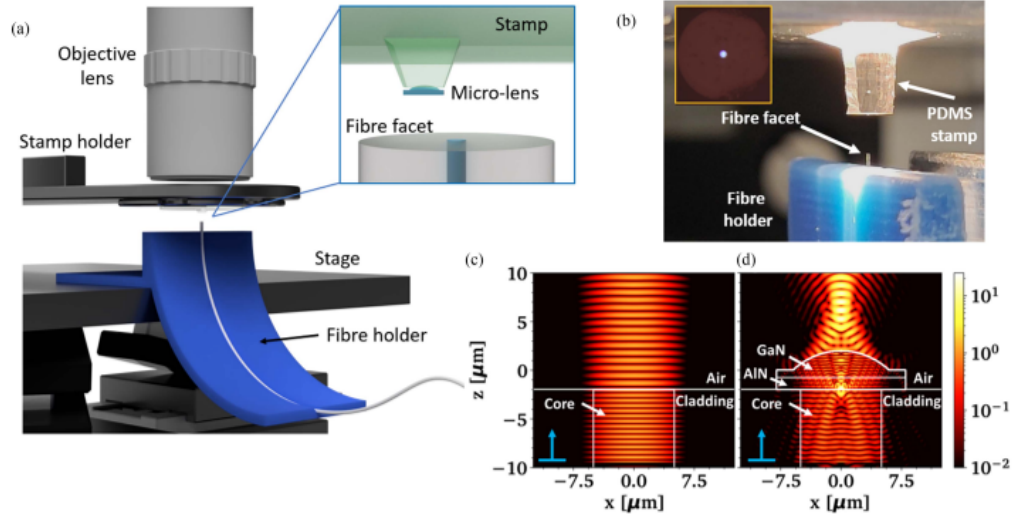 (a)
Objective
lens
Stamp holder
Stamp
Micro-lens
Fibre facet
Stage
Fibre holder
(b)
Fibre facet
PDMS
stamp
Fibre
holder
(c)
z [μm]
10
5
0
−5
−10
Air
Core
Cladding
−7.5
0.0
7.5
x [μm]
(d)
GaN
AlN
Air
Core
Cladding
−7.5
0.0
7.5
x [μm]
10¹
10⁰
10⁻¹
10⁻²